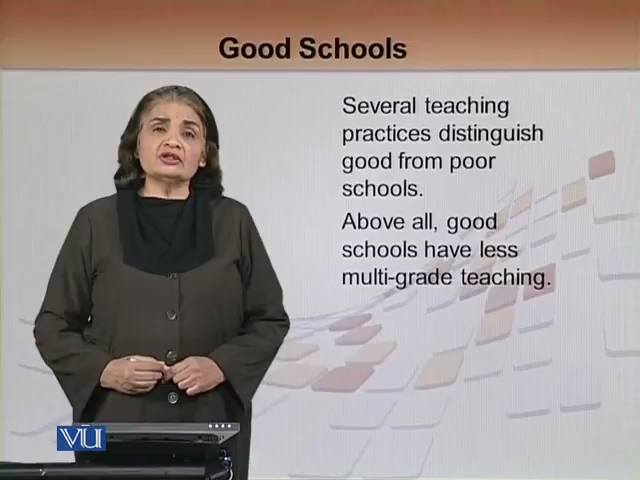 Good Schools
Several teaching
practices distinguish
good from poor
schools.
Above all, good
schools have less
multi-grade teaching.
VU